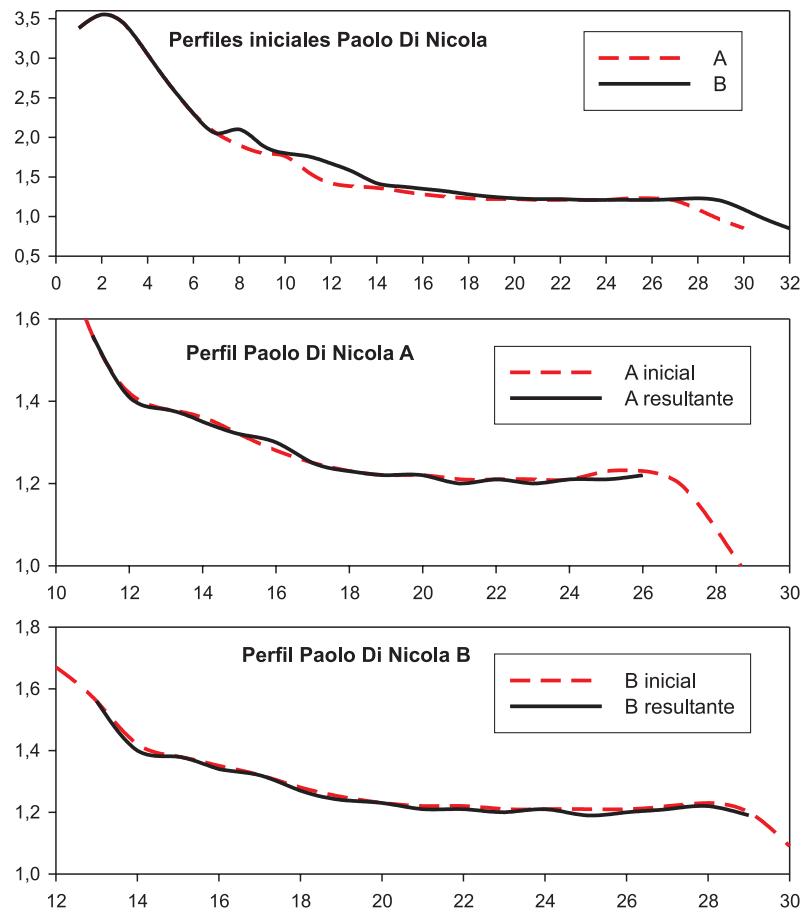 Perfiles iniciales Paolo Di Nicola
A
B
3,5
3,0
2,5
2,0
1,5
1,0
0,5
0 2 4 6 8 10 12 14 16 18 20 22 24 26 28 30 32
Perfil Paolo Di Nicola A
A inicial
A resultante
1,6
1,4
1,2
1,0
10 12 14 16 18 20 22 24 26 28 30
Perfil Paolo Di Nicola B
B inicial
B resultante
1,8
1,6
1,4
1,2
1,0
12 14 16 18 20 22 24 26 28 30